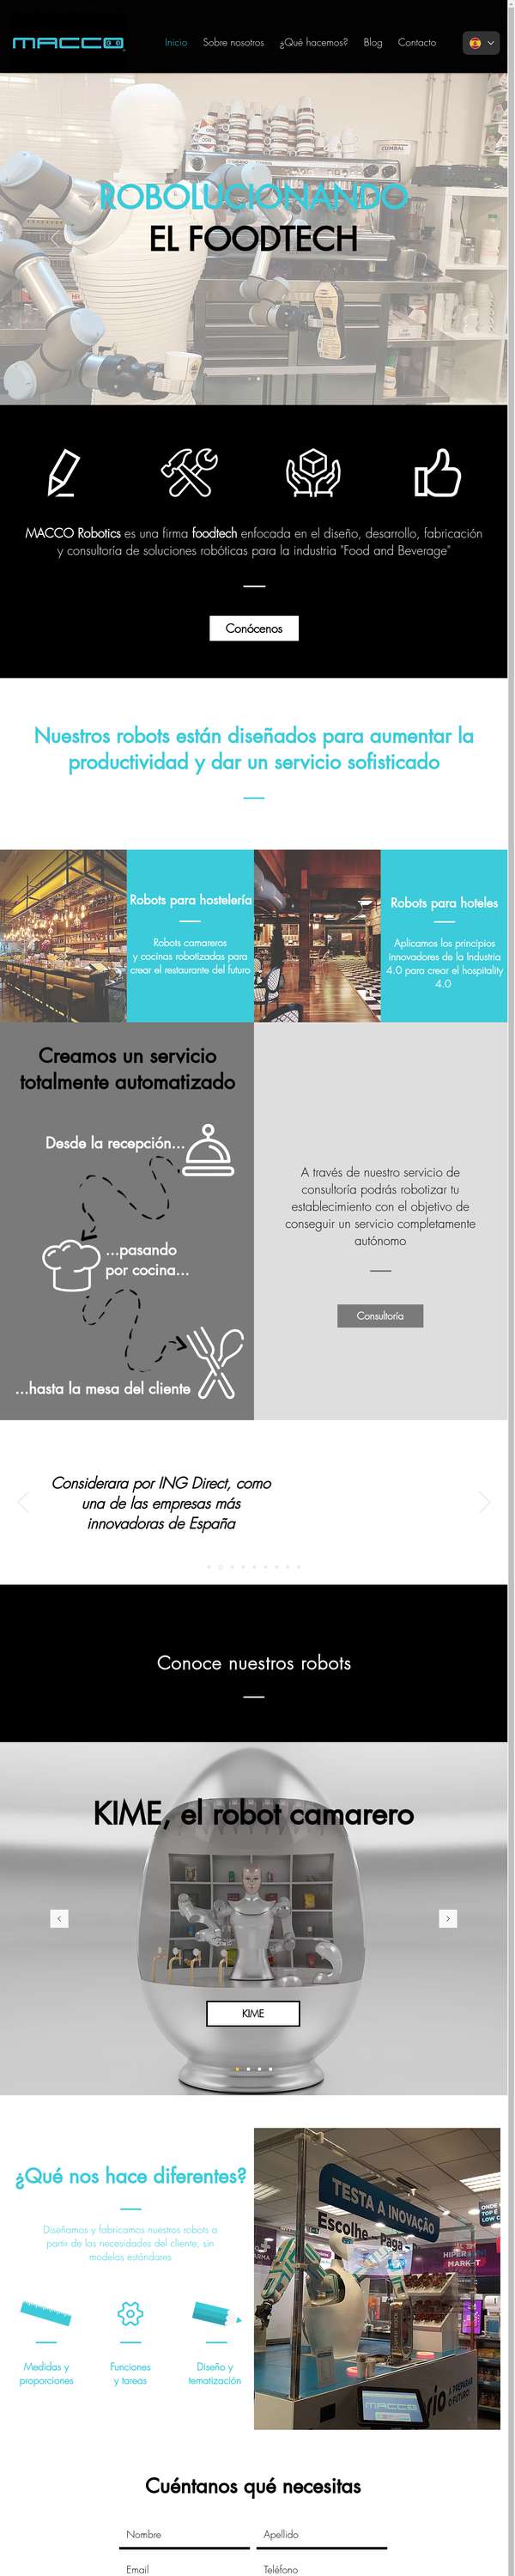 MACCO
Inicio
Sobre nosotros
¿Qué hacemos?
Blog
Contacto
CUMBAL
ROBOLUCIONANDO
EL FOODTECH
MACCO Robotics es una firma foodtech enfocada en el diseño, desarrollo, fabricación
y consultoría de soluciones robóticas para la industria "Food and Beverage"
Conócenos
Nuestros robots están diseñados para aumentar la
productividad y dar un servicio sofisticado
Robots para hostelería
Robots camareros
y cocinas robotizadas para
crear el restaurante del futuro
Robots para hoteles
Aplicamos los principios
innovadores de la Industria
4.0 para crear el hospitality
4.0
Creamos un servicio
totalmente automatizado
Desde la recepción...
...pasando
por cocina...
...hasta la mesa del cliente
A través de nuestro servicio de
consultoría podrás robotizar tu
establecimiento con el objetivo de
conseguir un servicio completamente
autónomo
Consultoría
Considerara por ING Direct, como
una de las empresas más
innovadoras de España
Conoce nuestros robots
KIME, el robot camarero
KIME
¿Qué nos hace diferentes?
Diseñamos y fabricamos nuestros robots a
partir de las necesidades del cliente, sin
modelos estándares
Medidas y
proporciones
Funciones
y tareas
Diseño y
tematización
TESTA A INOVAÇÃO
Escolhe
Paga
HIPER
MACCO
A PREPARAR
O FUTURO
Cuéntanos qué necesitas
Nombre
Apellido
Email
Teléfono